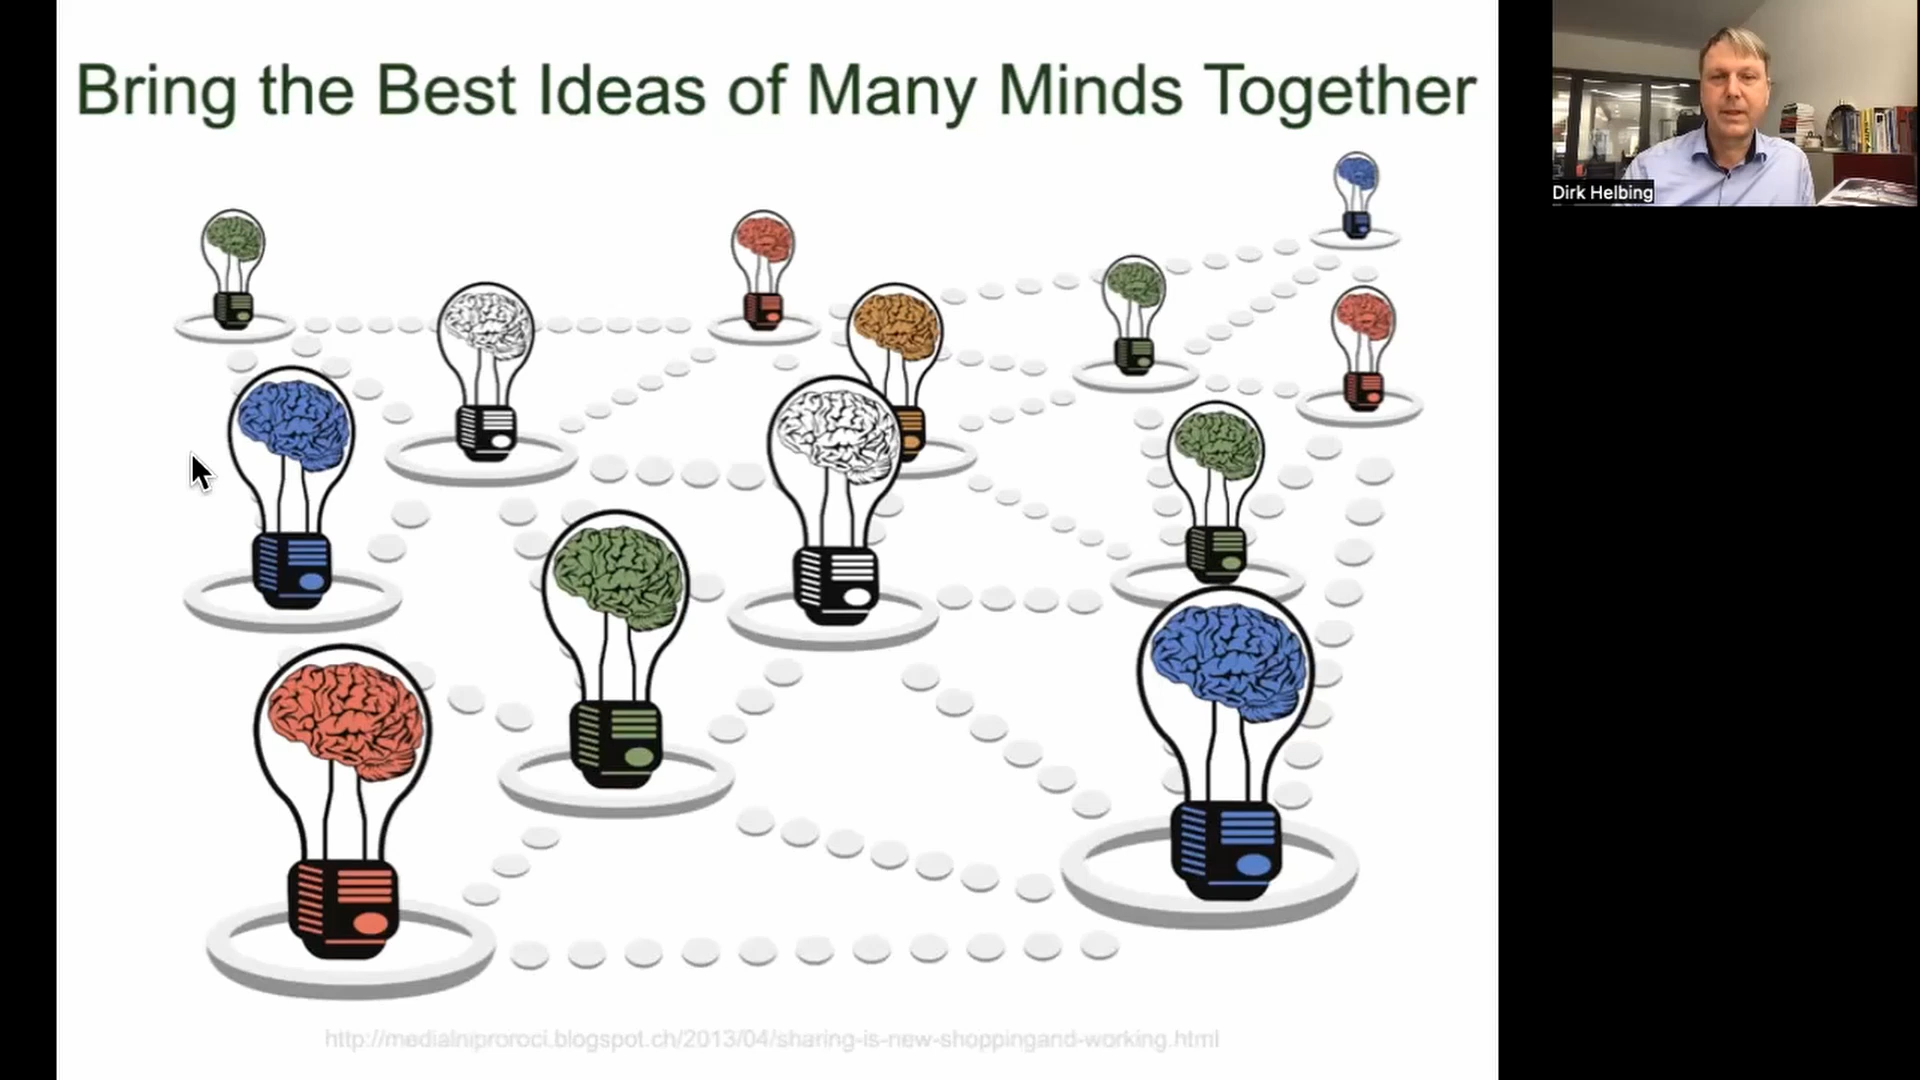 Bring the Best Ideas of Many Minds Together
Dirk Helbing
http://medialniproroci.blogspot.ch/2013/04/sharing-is-new-shoppingand-working.html